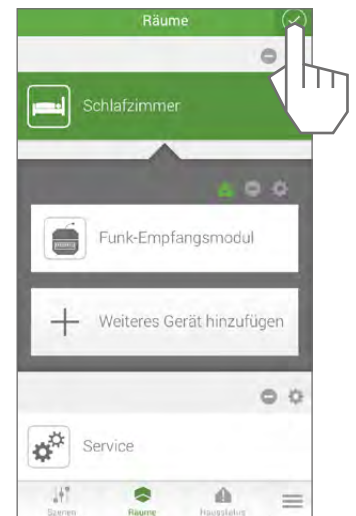 Räume
Schlafzimmer
Funk-Empfangsmodul
Weiteres Gerät hinzufügen
Service
Szenen
Räume
Hausstatus